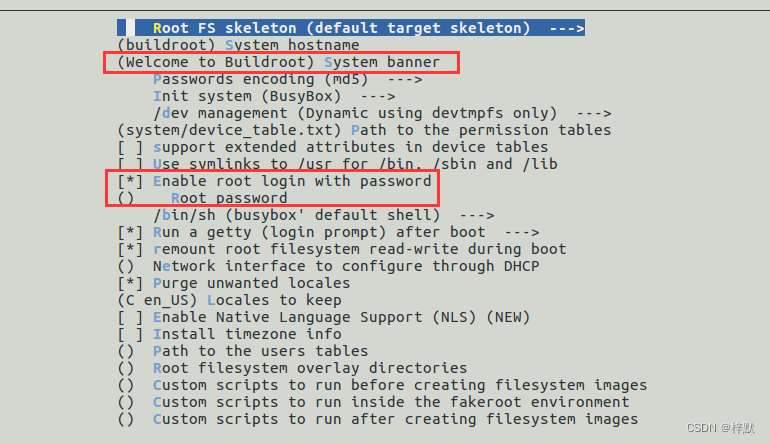 Root FS skeleton (default target skeleton)  --->
(buildroot) System hostname
(Welcome to Buildroot) System banner
Passwords encoding (md5)  --->
Init system (BusyBox)  --->
/dev management (Dynamic using devtmpfs only)  --->
(system/device_table.txt) Path to the permission tables
[ ] support extended attributes in device tables
[ ] Use symlinks to /usr for /bin, /sbin and /lib
[*] Enable root login with password
()    Root password
/bin/sh (busybox' default shell)  --->
[*] Run a getty (login prompt) after boot  --->
[*] remount root filesystem read-write during boot
()  Network interface to configure through DHCP
[*] Purge unwanted locales
(C en_US) Locales to keep
[ ] Enable Native Language Support (NLS) (NEW)
[ ] Install timezone info
()  Path to the users tables
()  Root filesystem overlay directories
()  Custom scripts to run before creating filesystem images
()  Custom scripts to run inside the fakeroot environment
()  Custom scripts to run after creating filesystem images
CSDN @梓默